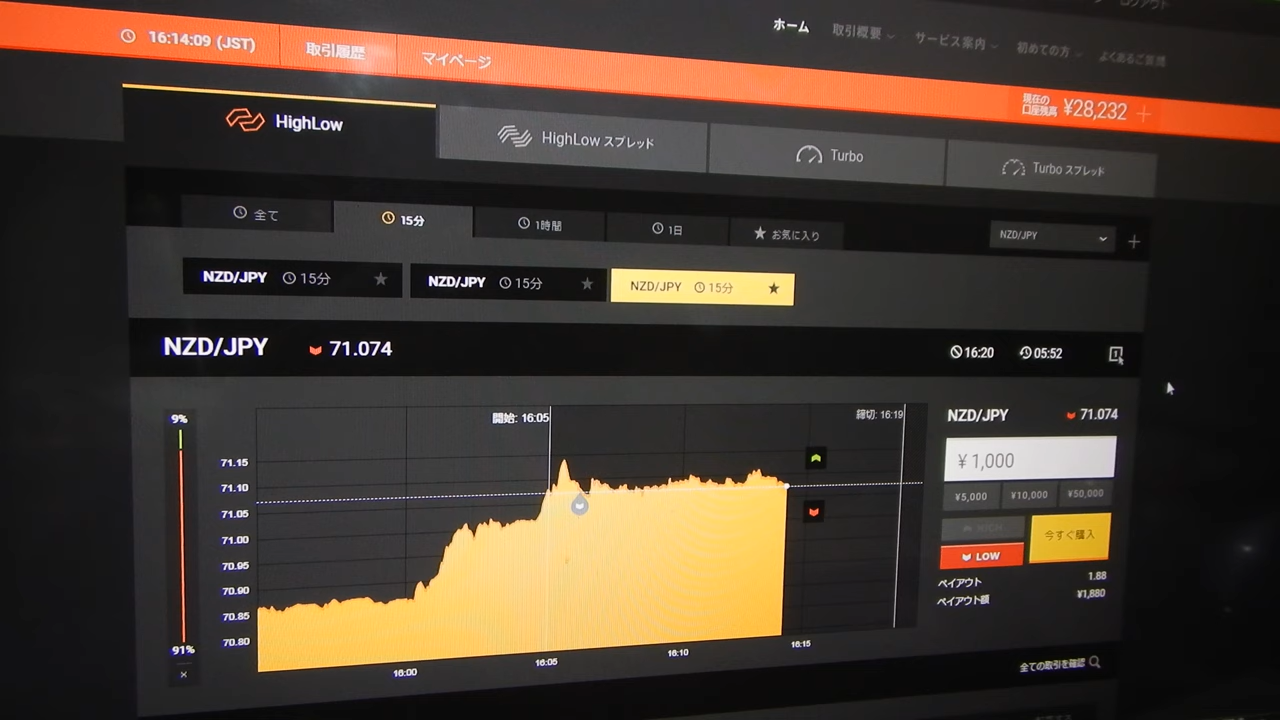 ログアウト
ホーム 取引概要 サービス案内 初めての方 よくあるご質問
16:14:09 (JST) 取引履歴 マイページ
現在の
口座残高 ¥28,232 +
HighLow HighLow スプレッド Turbo Turbo スプレッド
全て 15分 1時間 1日 お気に入り NZD/JPY +
NZD/JPY 15分 NZD/JPY 15分 NZD/JPY 15分
NZD/JPY 71.074 16:20 05:52
9% 開始: 16:05 締切: 16:19 NZD/JPY 71.074
71.15
¥1,000
71.10
¥5,000 ¥10,000 ¥50,000
71.05
HIGH 今すぐ購入
71.00
LOW
70.95
ペイアウト 1.88
70.90
ペイアウト額 ¥1,880
70.85
70.80
91%
16:00 16:05 16:10 16:15
×
全ての取引を確認